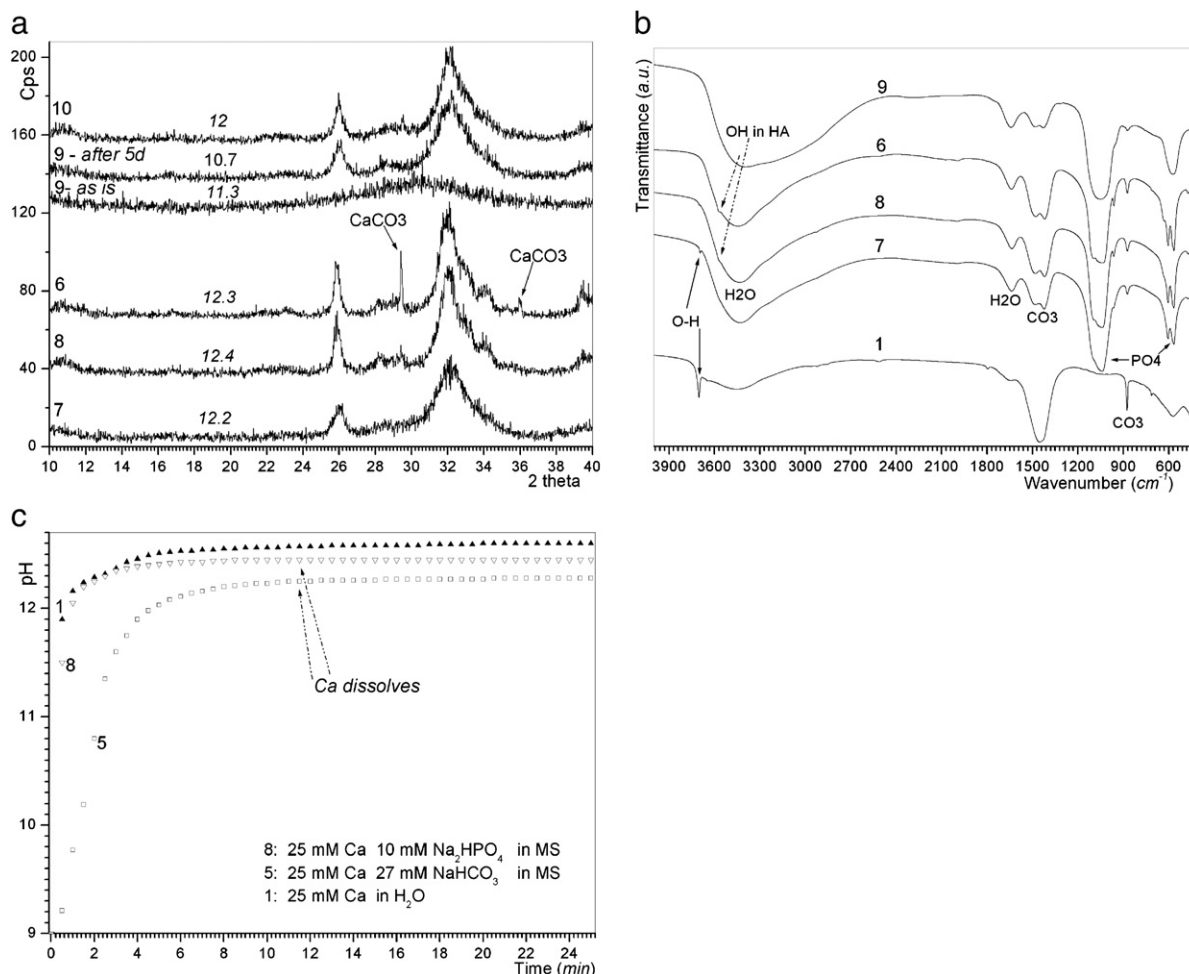 a
Cps
200
160
120
80
40
0
10
12
9 - after 5d
10.7
9- as is
11.3
CaCO3
CaCO3
6
12.3
8
12.4
7
12.2
10 12 14 16 18 20 22 24 26 28 30 32 34 36 38 40
2 theta
b
Transmittance (a.u.)
9
OH in HA
6
8
7
H2O
H2O
CO3
O-H
PO4
1
CO3
3900 3600 3300 3000 2700 2400 2100 1800 1500 1200 900 600
Wavenumber (cm-1)
c
pH
12
11
10
9
1
8
5
Ca dissolves
8: 25 mM Ca 10 mM Na2HPO4 in MS
5: 25 mM Ca 27 mM NaHCO3 in MS
1: 25 mM Ca in H2O
0 2 4 6 8 10 12 14 16 18 20 22 24
Time (min)